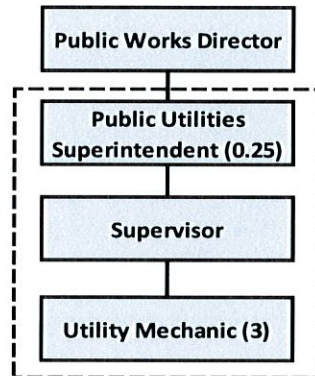 Public Works Director
Public Utilities
Superintendent (0.25)
Supervisor
Utility Mechanic (3)